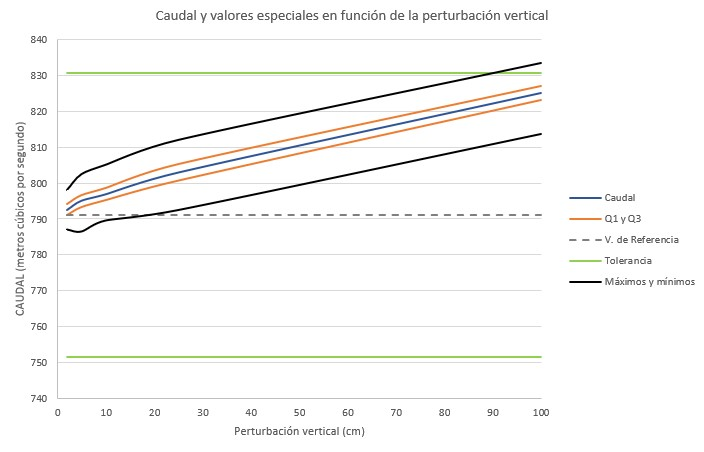 Caudal y valores especiales en función de la perturbación vertical
840
830
820
810
800
790
780
770
760
750
740
CAUDAL (metros cúbicos por segundo)
0 10 20 30 40 50 60 70 80 90 100
Perturbación vertical (cm)
Caudal
Q1 y Q3
V. de Referencia
Tolerancia
Máximos y mínimos